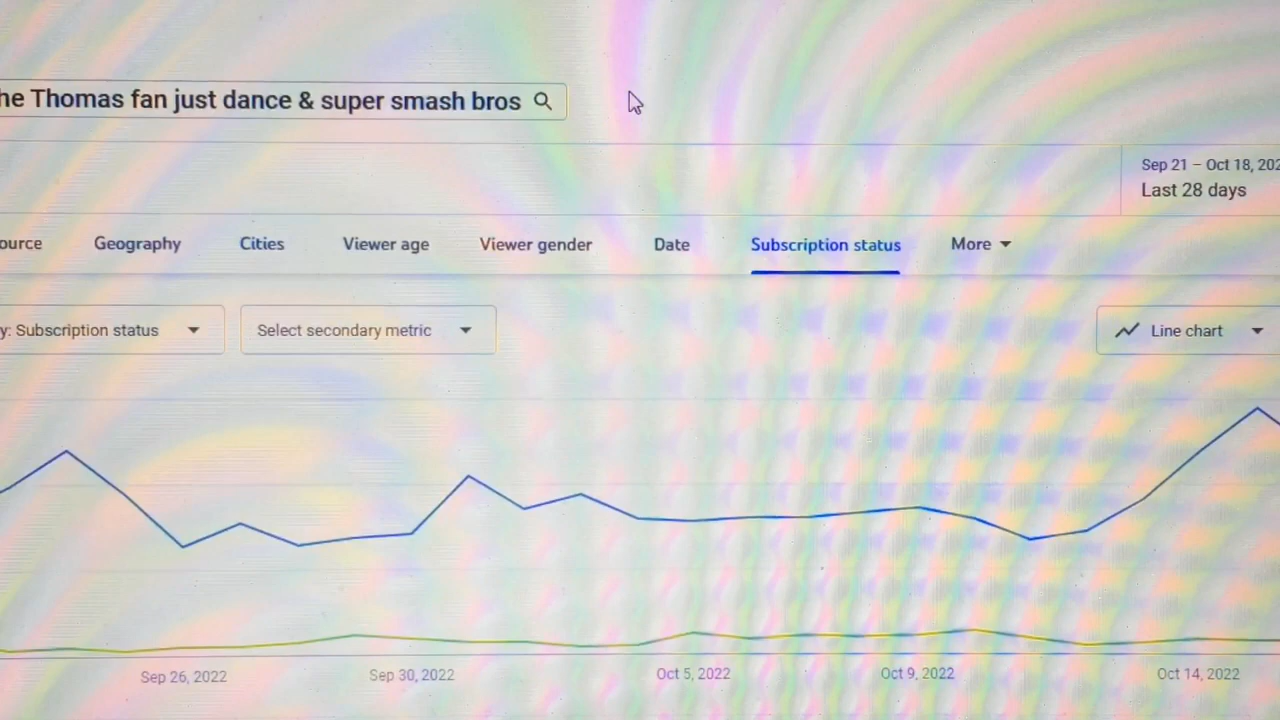 he Thomas fan just dance & super smash bros
Sep 21 – Oct 18, 202
Last 28 days
ource Geography Cities Viewer age Viewer gender Date Subscription status More
y: Subscription status Select secondary metric Line chart
Sep 26, 2022 Sep 30, 2022 Oct 5, 2022 Oct 9, 2022 Oct 14, 2022